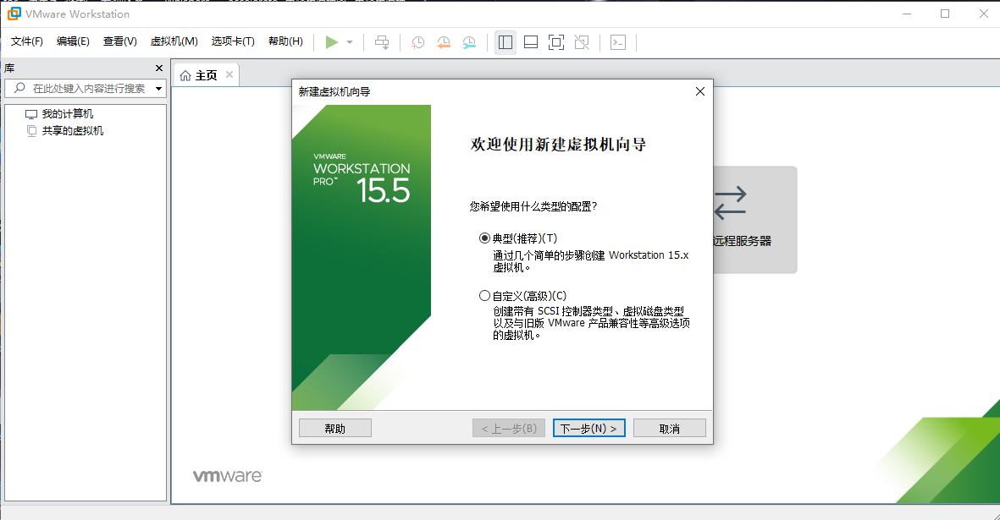 VMware Workstation
文件(F) 编辑(E) 查看(V) 虚拟机(M) 选项卡(T) 帮助(H)
库
在此处键入内容进行搜索
我的计算机
共享的虚拟机
主页
新建虚拟机向导
VMWARE
WORKSTATION
PRO™ 15.5
欢迎使用新建虚拟机向导
您希望使用什么类型的配置?
典型(推荐)(T)
通过几个简单的步骤创建 Workstation 15.x
虚拟机。
自定义(高级)(C)
创建带有 SCSI 控制器类型、虚拟磁盘类型
以及与旧版 VMware 产品兼容性等高级选项
的虚拟机。
远程服务器
帮助 < 上一步(B) 下一步(N) > 取消
vmware